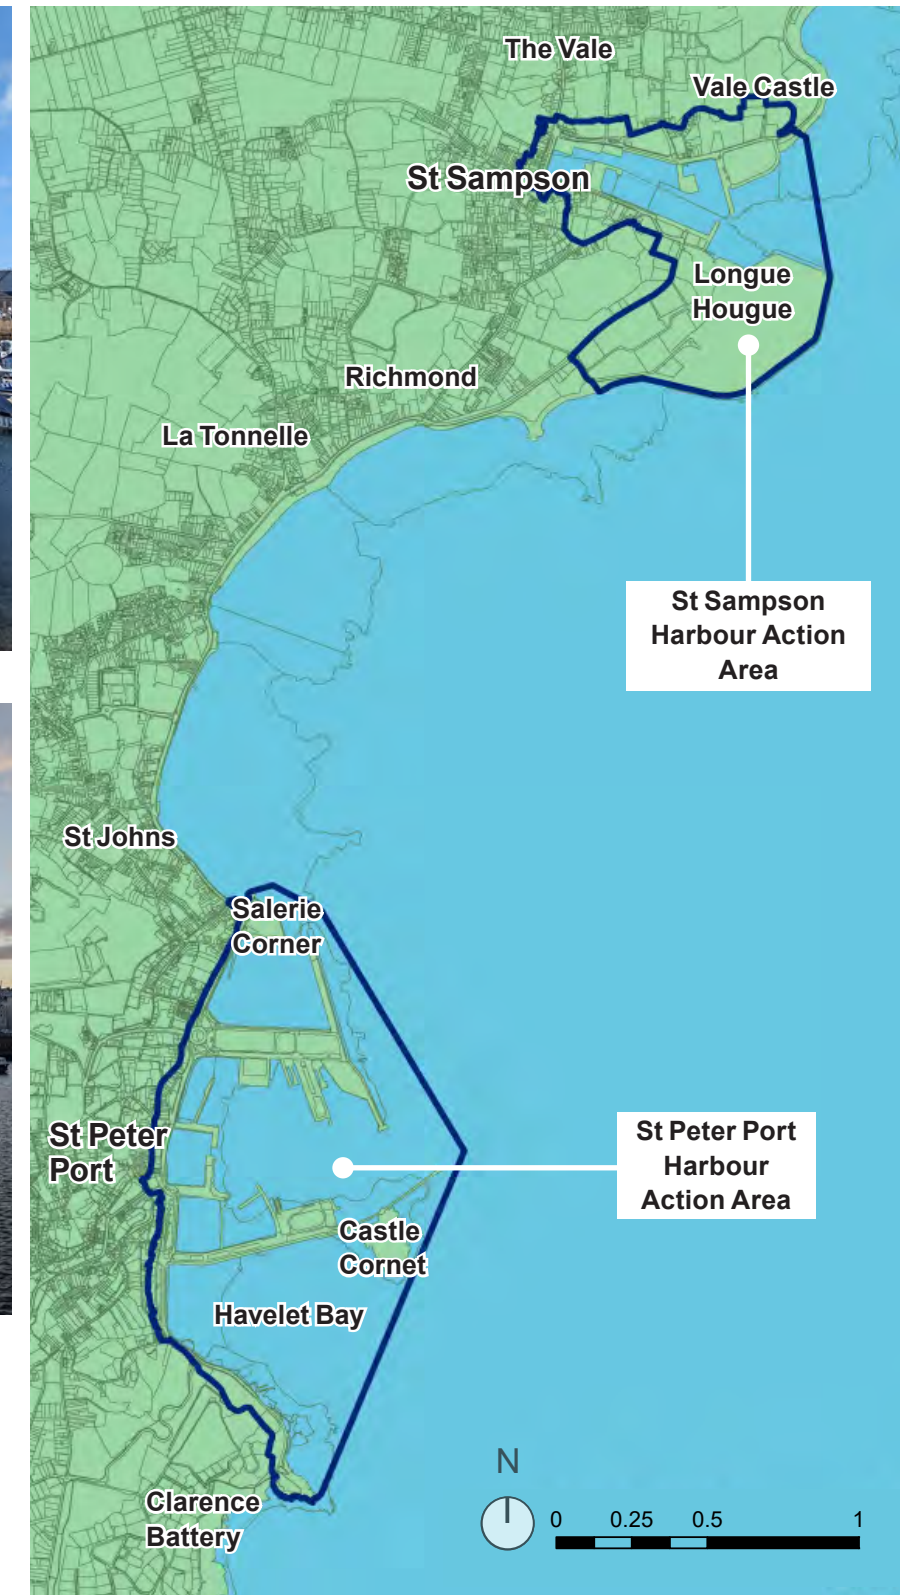 The Vale
Vale Castle
St Sampson
Longue
Hougue
Richmond
La Tonnelle
St Sampson
Harbour Action
Area
St Johns
Salerie
Corner
St Peter
Port
St Peter Port
Harbour
Action Area
Castle
Cornet
Havelet Bay
Clarence
Battery
N
0 0.25 0.5 1